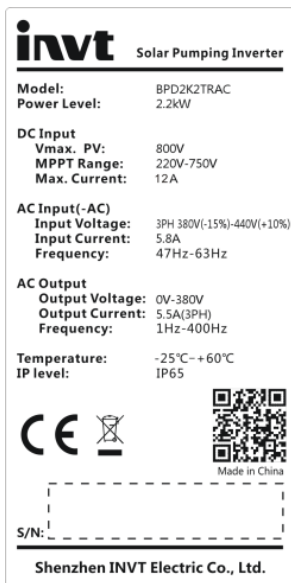 invt Solar Pumping Inverter
Model: BPD2K2TRAC
Power Level: 2.2kW
DC Input
Vmax. PV: 800V
MPPT Range: 220V-750V
Max. Current: 12A
AC Input(-AC)
Input Voltage: 3PH 380V(-15%)-440V(+10%)
Input Current: 5.8A
Frequency: 47Hz-63Hz
AC Output
Output Voltage: 0V-380V
Output Current: 5.5A(3PH)
Frequency: 1Hz-400Hz
Temperature: -25℃~+60℃
IP level: IP65
CE
Made in China
S/N:
Shenzhen INVT Electric Co., Ltd.